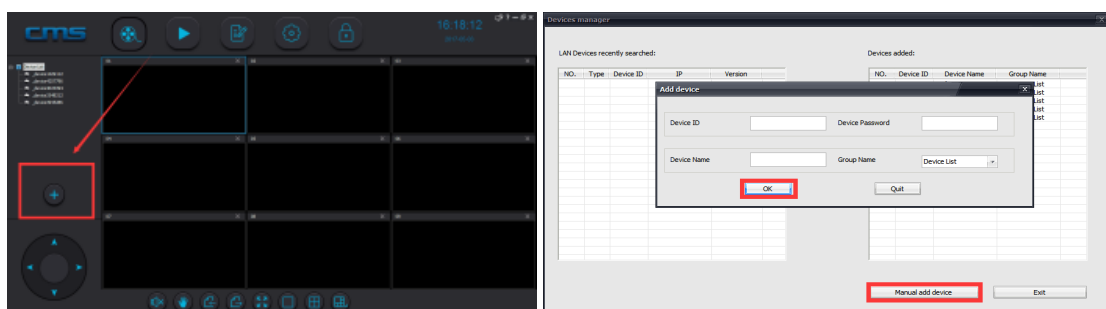 cms
16:18:12
Device List
Devices manager
LAN Devices recently searched:
Devices added:
NO. Type Device ID IP Version
NO. Device ID Device Name Group Name
List
List
List
List
List
Add device
Device ID
Device Password
Device Name
Group Name
Device List
OK
Quit
Manual add device
Exit